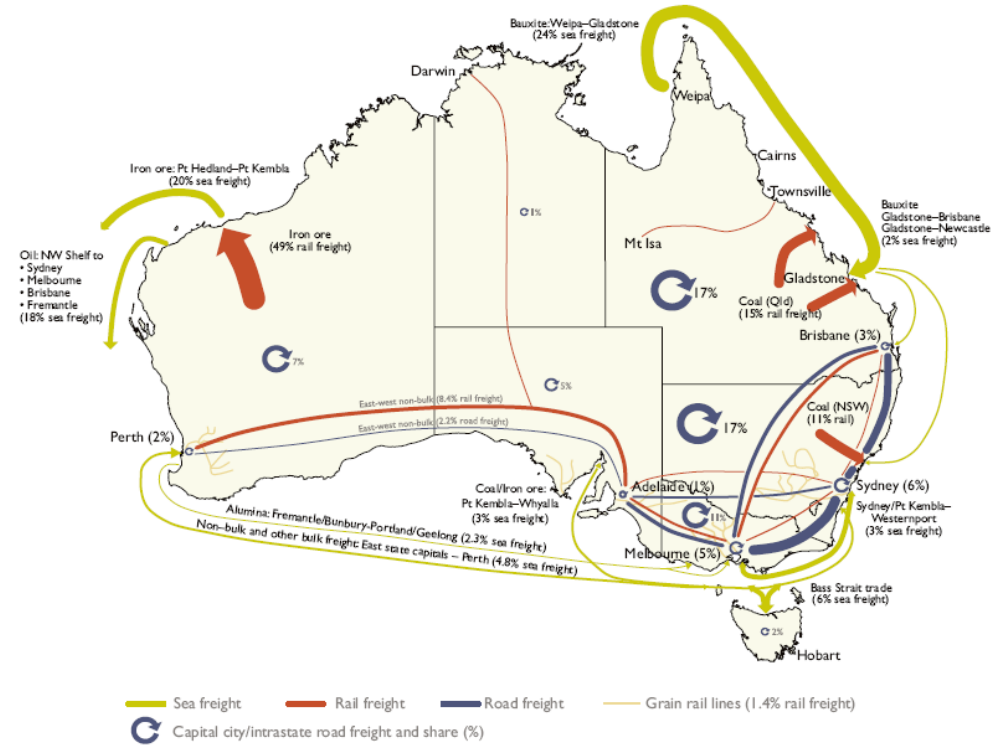 Bauxite: Weipa–Gladstone
(24% sea freight)
Darwin
Weipa
Cairns
Townsville
Iron ore: Pt Hedland–Pt Kembla
(20% sea freight)
Bauxite
Gladstone–Brisbane
Gladstone–Newcastle
(2% sea freight)
1%
Iron ore
(49% rail freight)
Mt Isa
Oil: NW Shelf to
• Sydney
• Melbourne
• Brisbane
• Fremantle
(18% sea freight)
Gladstone
17%
Coal (Qld)
(15% rail freight)
Brisbane (3%)
7%
5%
East-west non-bulk (8.4% rail freight)
Coal (NSW)
(11% rail)
East-west non-bulk (2.2% road freight)
17%
Perth (2%)
Adelaide (1%)
Sydney (6%)
Coal/Iron ore:
Pt Kembla–Whyalla
(3% sea freight)
Sydney/Pt Kembla–
Westernport
(3% sea freight)
11%
Alumina: Fremantle/Bunbury-Portland/Geelong (2.3% sea freight)
Non–bulk and other bulk freight: East state capitals – Perth (4.8% sea freight)
Melbourne (5%)
Bass Strait trade
(6% sea freight)
2%
Hobart
Sea freight
Rail freight
Road freight
Grain rail lines (1.4% rail freight)
Capital city/intrastate road freight and share (%)